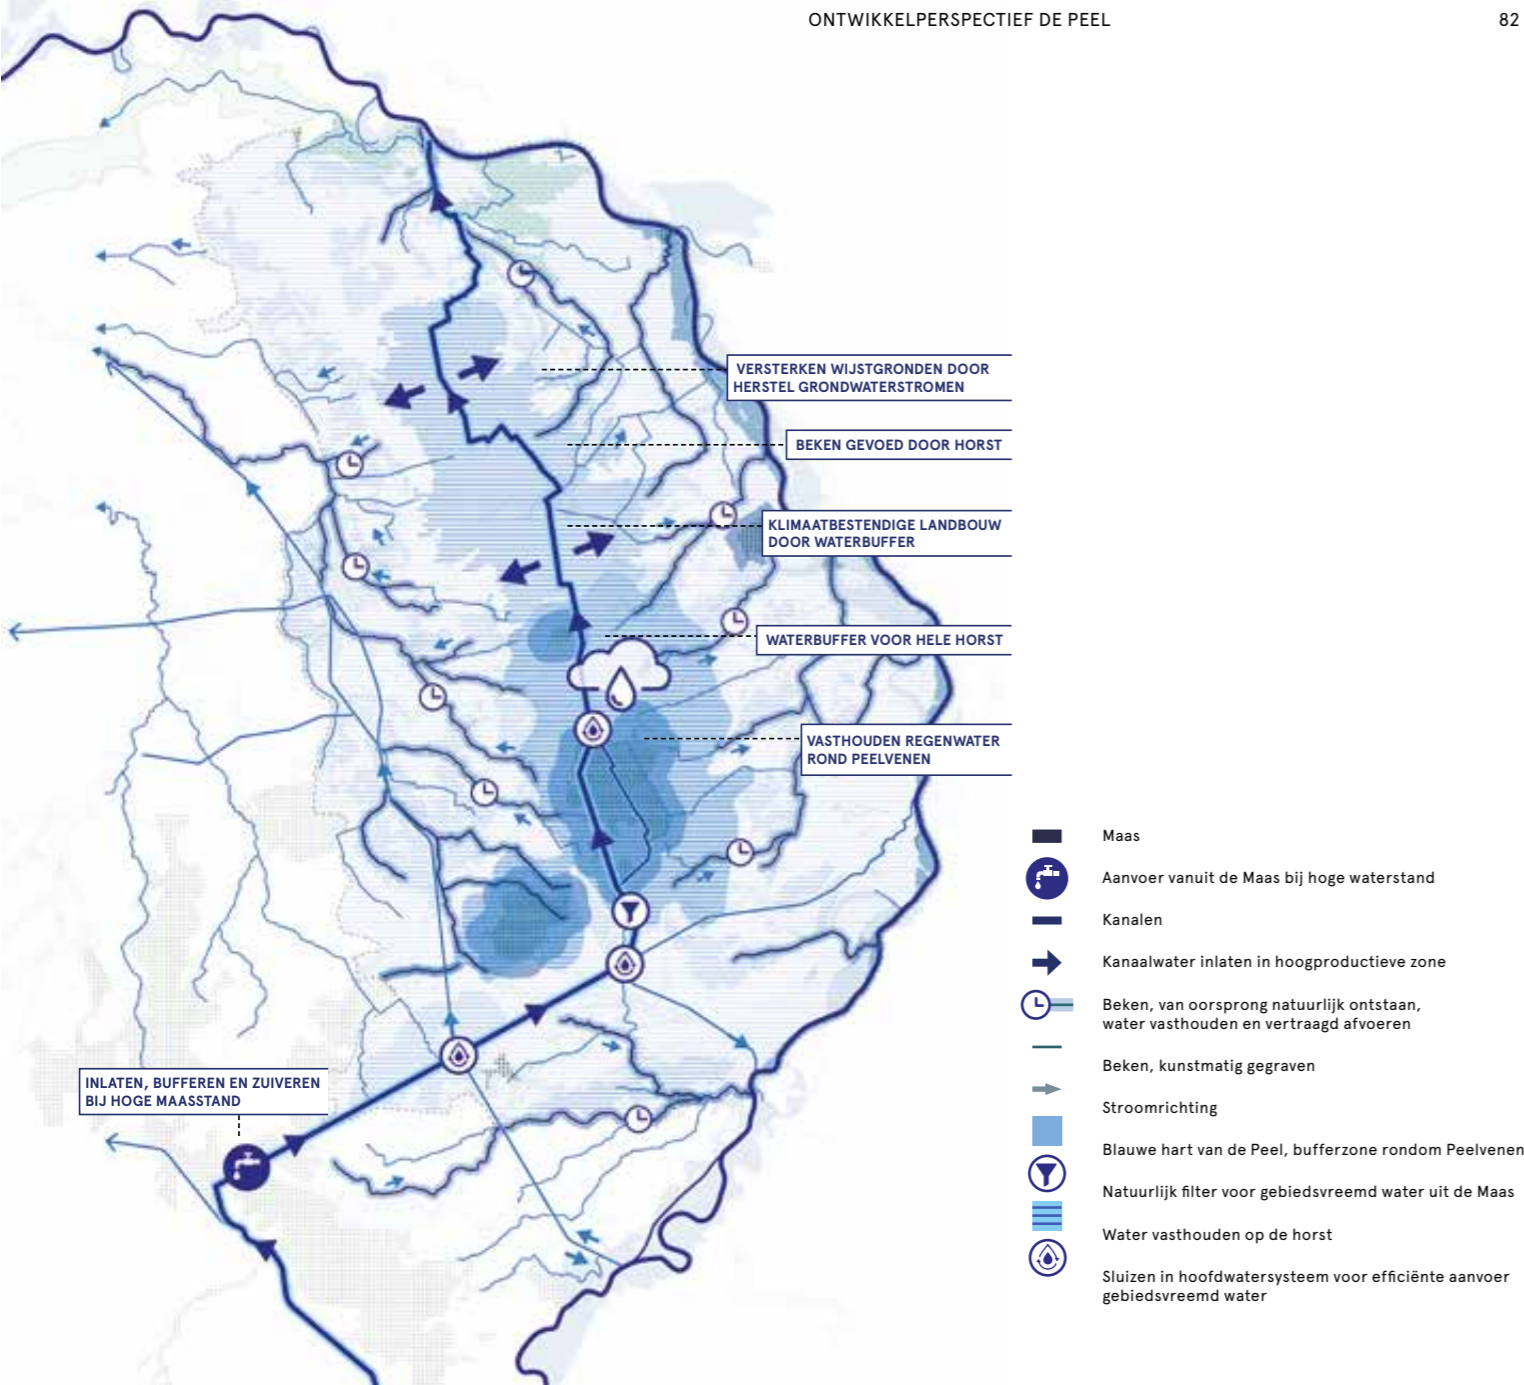 ONTWIKKELPERSPECTIEF DE PEEL
82
VERSTERKEN WIJSTGRONDEN DOOR
HERSTEL GRONDWATERSTROMEN
BEKEN GEVOED DOOR HORST
KLIMAATBESTENDIGE LANDBOUW
DOOR WATERBUFFER
WATERBUFFER VOOR HELE HORST
VASTHOUDEN REGENWATER
ROND PEELVENEN
INLATEN, BUFFEREN EN ZUIVEREN
BIJ HOGE MAASSTAND
Maas
Aanvoer vanuit de Maas bij hoge waterstand
Kanalen
Kanaalwater inlaten in hoogproductieve zone
Beken, van oorsprong natuurlijk ontstaan,
water vasthouden en vertraagd afvoeren
Beken, kunstmatig gegraven
Stroomrichting
Blauwe hart van de Peel, bufferzone rondom Peelvenen
Natuurlijk filter voor gebiedsvreemd water uit de Maas
Water vasthouden op de horst
Sluizen in hoofdwatersysteem voor efficiënte aanvoer
gebiedsvreemd water